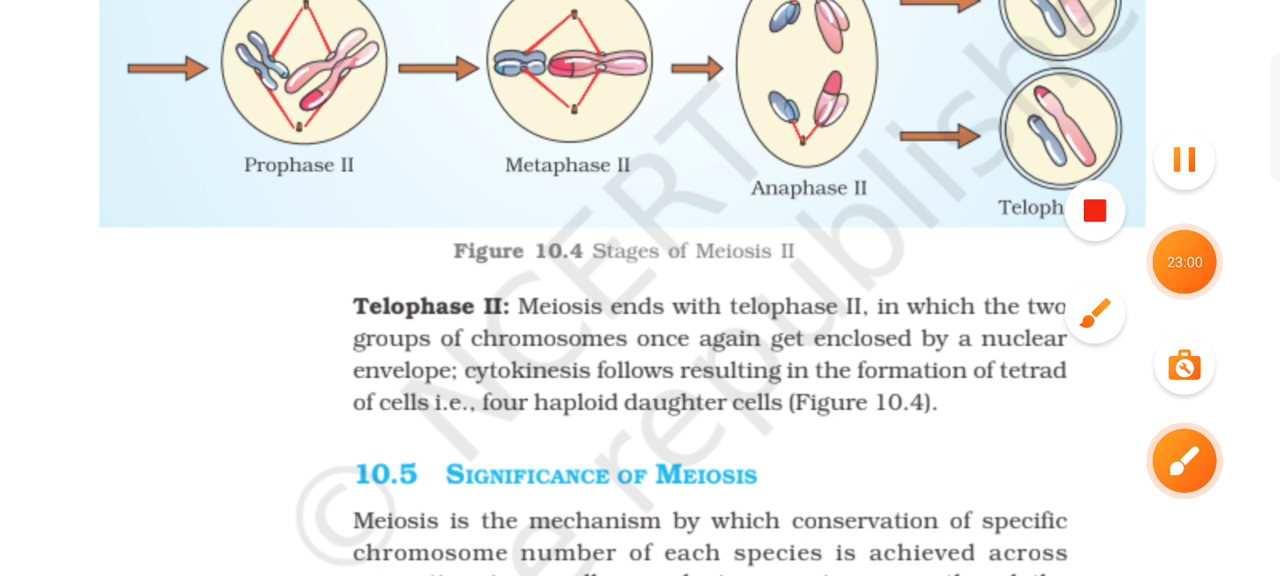 Prophase II
Metaphase II
Anaphase II
Figure 10.4 Stages of Meiosis II
23:00
Telophase II: Meiosis ends with telophase II, in which the two
groups of chromosomes once again get enclosed by a nuclear
envelope; cytokinesis follows resulting in the formation of tetrad
of cells i.e., four haploid daughter cells (Figure 10.4).
10.5 SIGNIFICANCE OF MEIOSIS
Meiosis is the mechanism by which conservation of specific
chromosome number of each species is achieved across
© NCERT